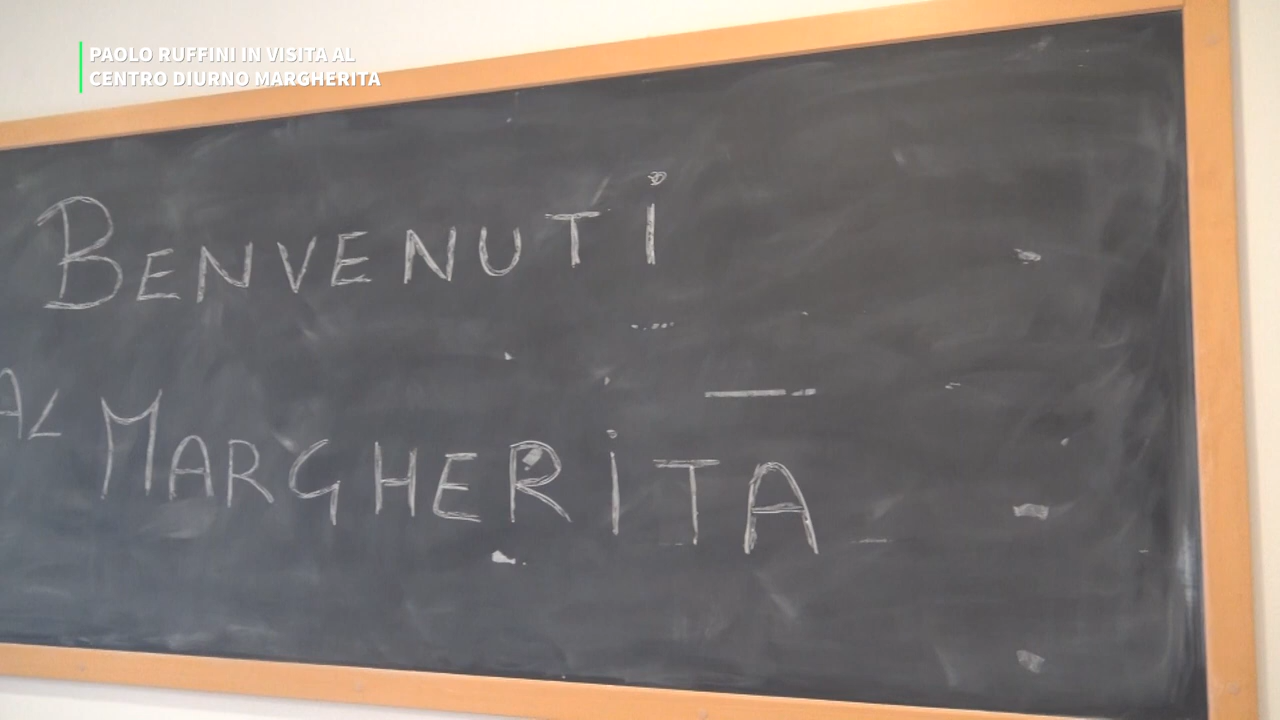 PAOLO RUFFINI IN VISITA AL
CENTRO DIURNO MARGHERITA
BENVENUTI
AL MARGHERITA